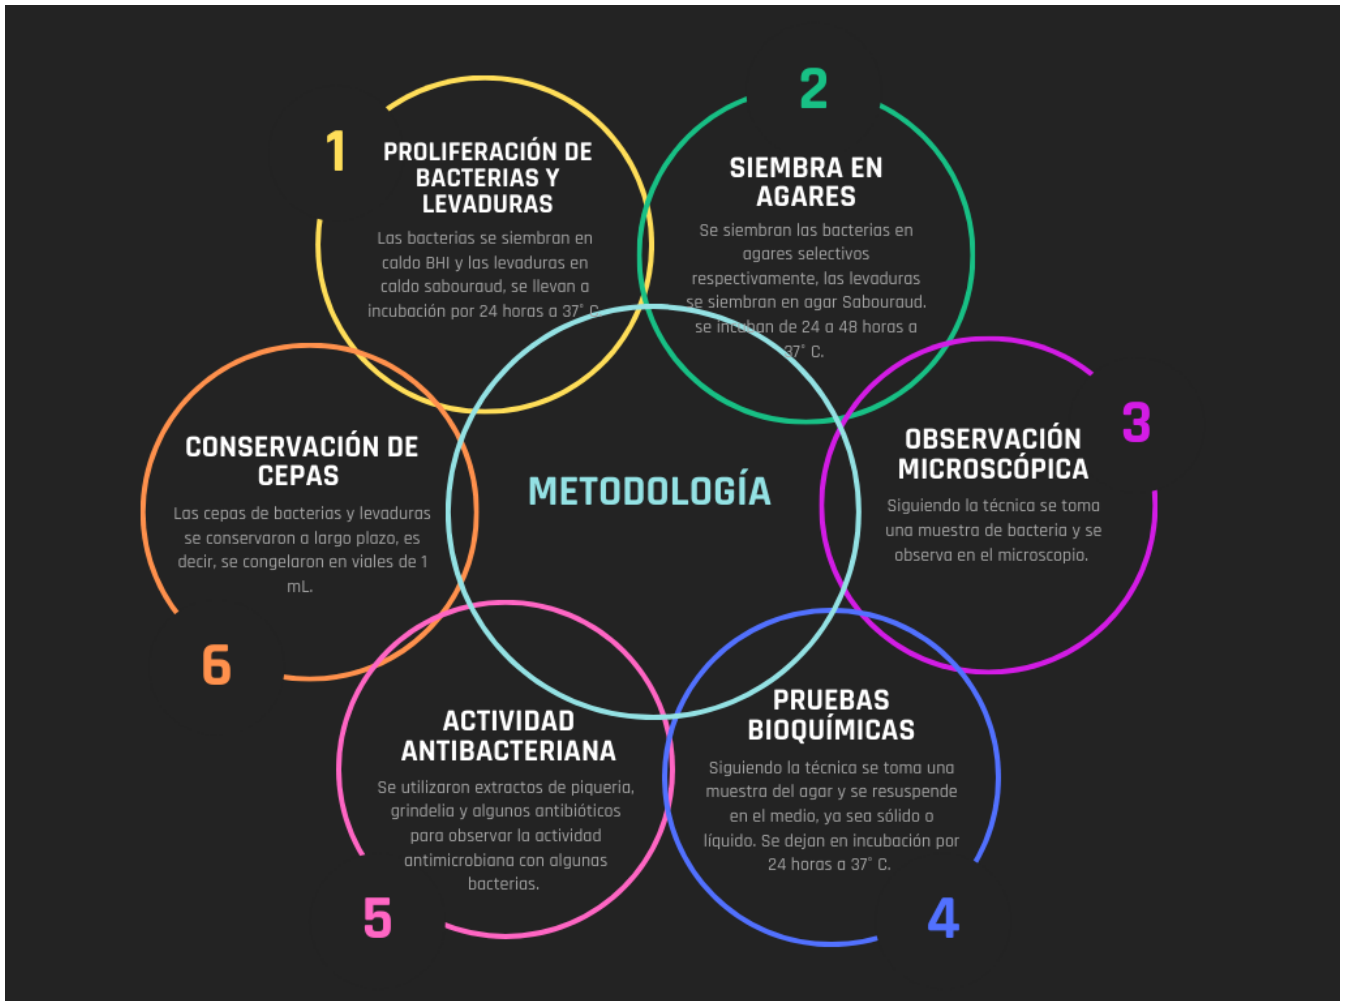 1
PROLIFERACIÓN DE
BACTERIAS Y
LEVADURAS
Las bacterias se siembran en
caldo BHI y las levaduras en
caldo sabouraud, se llevan a
incubación por 24 horas a 37° C.
2
SIEMBRA EN
AGARES
Se siembran las bacterias en
agares selectivos
respectivamente, las levaduras
se siembran en agar Sabouraud.
se incuban de 24 a 48 horas a
37° C.
3
OBSERVACIÓN
MICROSCÓPICA
Siguiendo la técnica se toma
una muestra de bacteria y se
observa en el microscopio.
METODOLOGÍA
4
PRUEBAS
BIOQUÍMICAS
Siguiendo la técnica se toma una
muestra del agar y se resuspende
en el medio, ya sea sólido o
líquido. Se dejan en incubación por
24 horas a 37° C.
5
ACTIVIDAD
ANTIBACTERIANA
Se utilizaron extractos de piqueria,
grindelia y algunos antibióticos
para observar la actividad
antimicrobiana con algunas
bacterias.
6
CONSERVACIÓN DE
CEPAS
Las cepas de bacterias y levaduras
se conservaron a largo plazo, es
decir, se congelaron en viales de 1
mL.